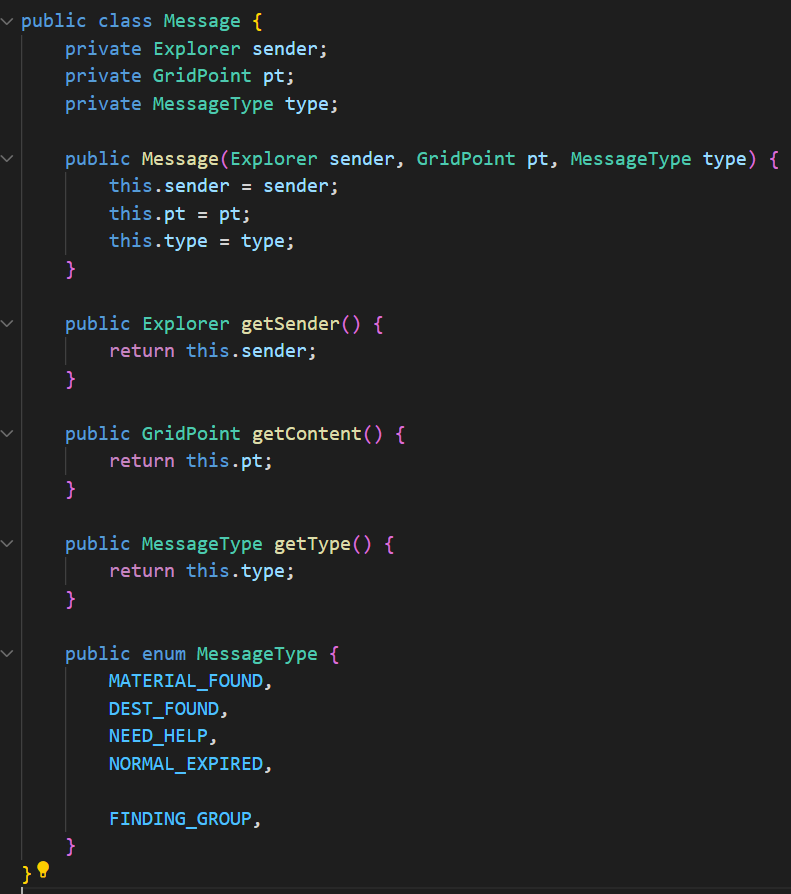 public class Message {
    private Explorer sender;
    private GridPoint pt;
    private MessageType type;

    public Message(Explorer sender, GridPoint pt, MessageType type) {
        this.sender = sender;
        this.pt = pt;
        this.type = type;
    }

    public Explorer getSender() {
        return this.sender;
    }

    public GridPoint getContent() {
        return this.pt;
    }

    public MessageType getType() {
        return this.type;
    }

    public enum MessageType {
        MATERIAL_FOUND,
        DEST_FOUND,
        NEED_HELP,
        NORMAL_EXPIRED,

        FINDING_GROUP,
    }
}